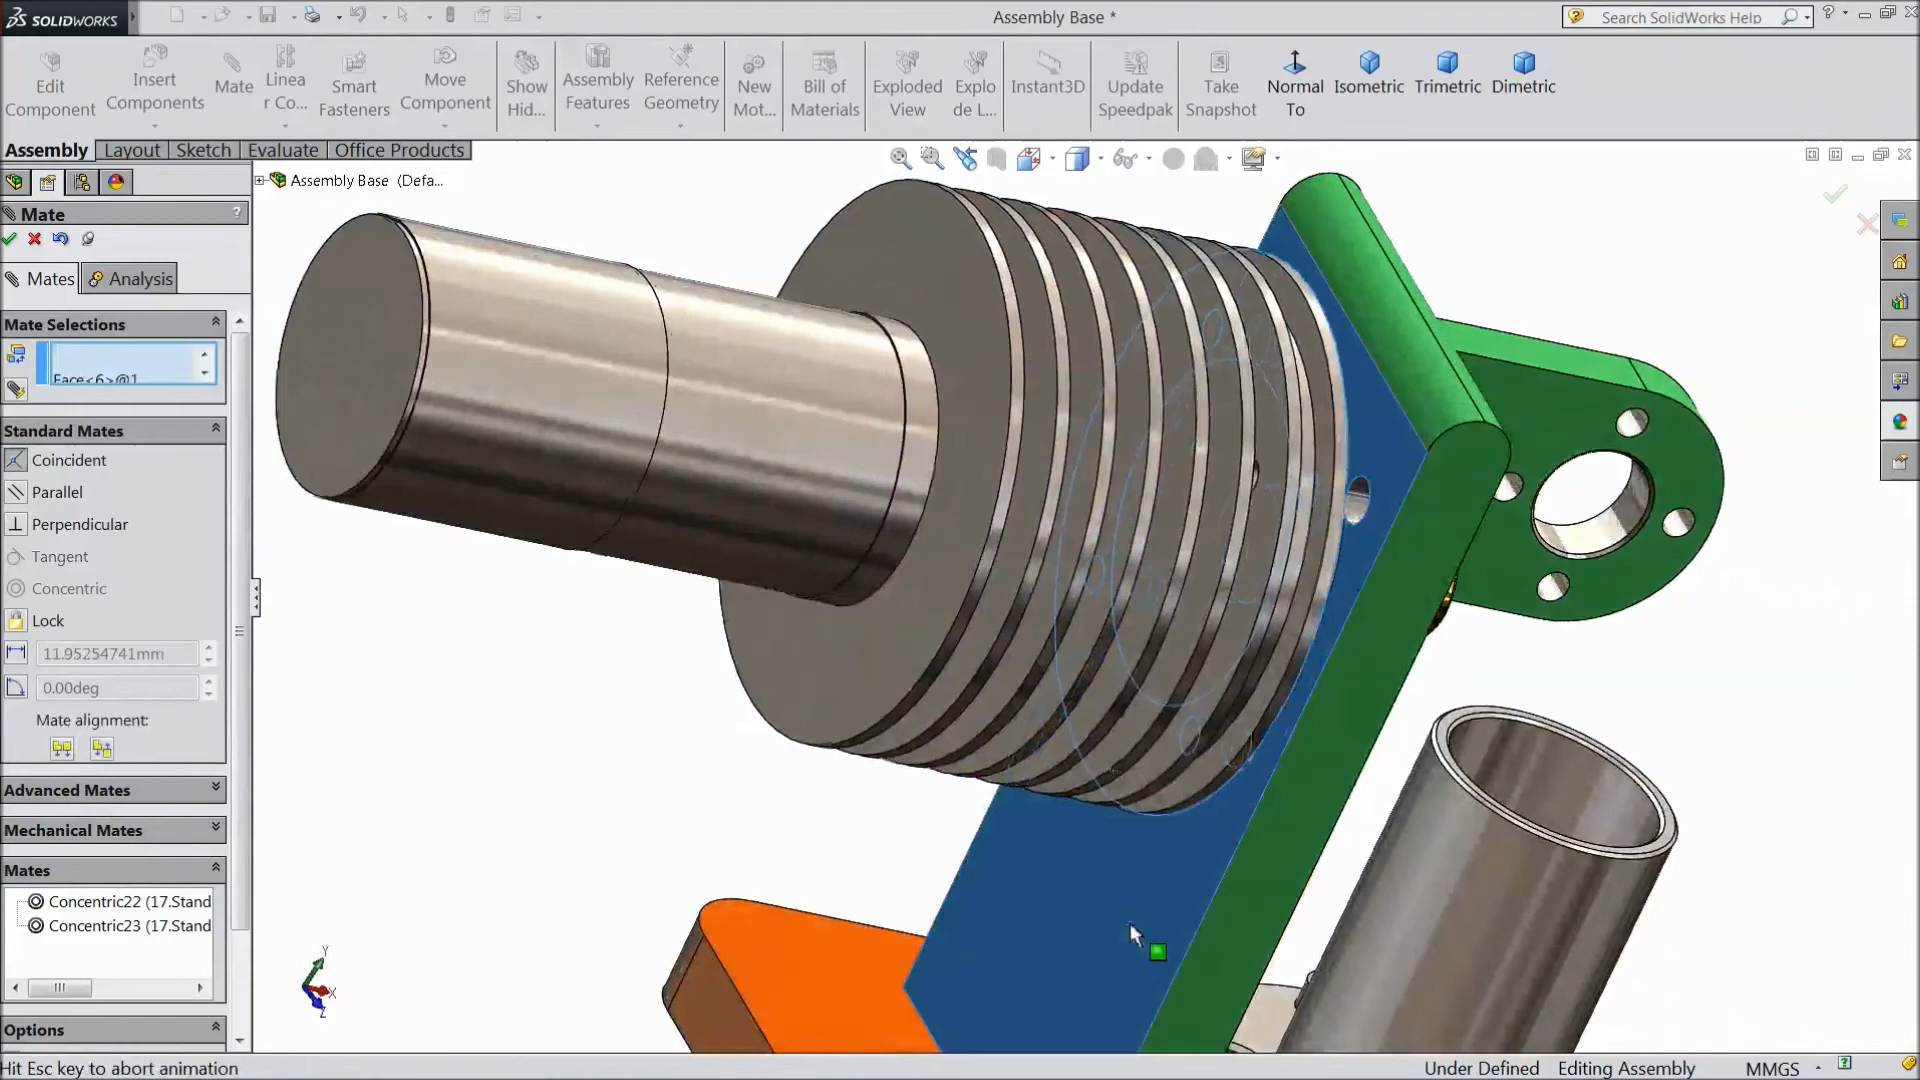 SOLIDWORKS
Assembly Base *
Search SolidWorks Help
Edit Component
Insert Components
Mate
Linea r Co...
Smart Fasteners
Move Component
Show Hid...
Assembly Features
Reference Geometry
New Mot...
Bill of Materials
Exploded View
Explo de L...
Instant3D
Update Speedpak
Take Snapshot
Normal To
Isometric
Trimetric
Dimetric
Assembly
Layout
Sketch
Evaluate
Office Products
Assembly Base (Defa...
Mate
?
Mates
Analysis
Mate Selections
Face<6>@1
Standard Mates
Coincident
Parallel
Perpendicular
Tangent
Concentric
Lock
11.95254741mm
0.00deg
Mate alignment:
Advanced Mates
Mechanical Mates
Mates
Concentric22 (17.Stand
Concentric23 (17.Stand
Options
Y
X
Z
Hit Esc key to abort animation
Under Defined
Editing Assembly
MMGS